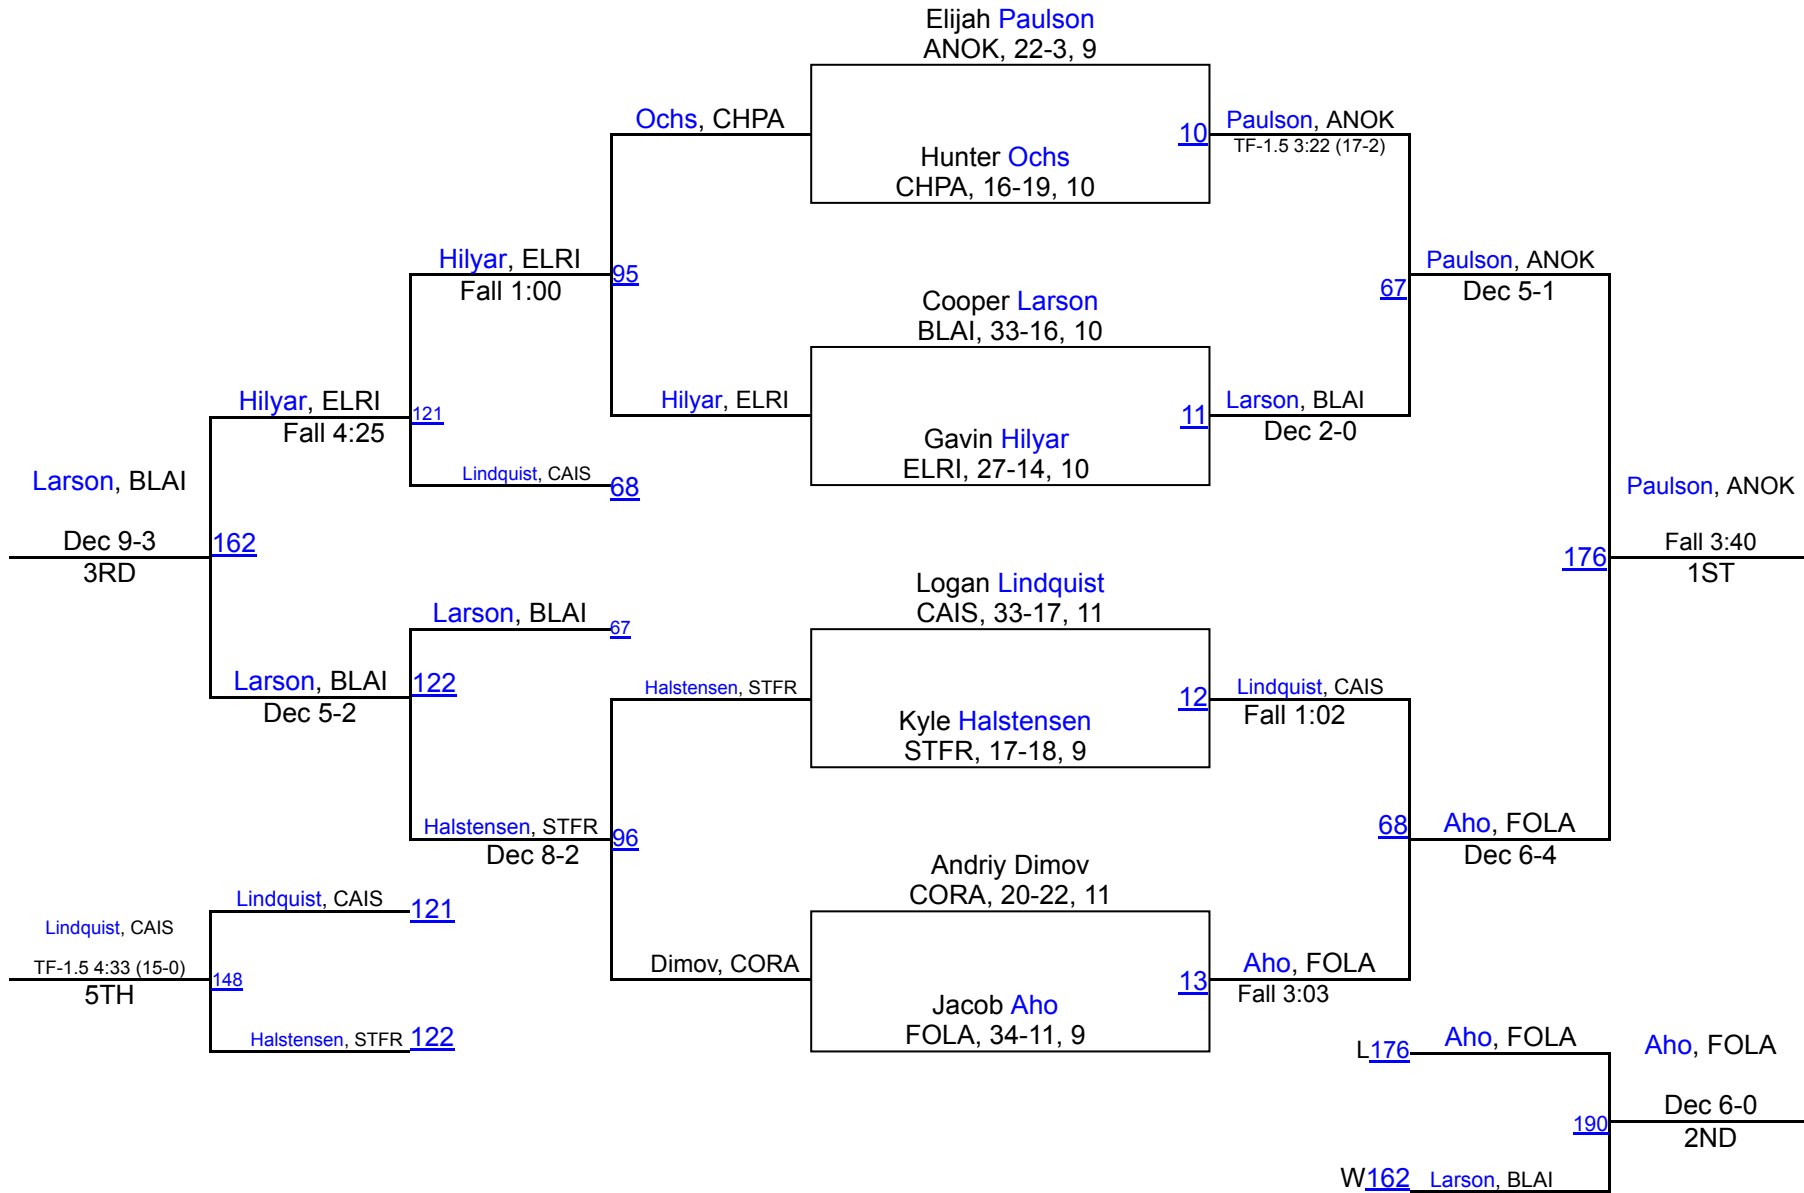 Elijah Paulson
ANOK, 22-3, 9
Ochs, CHPA
10
Paulson, ANOK
TF-1.5 3:22 (17-2)
Hunter Ochs
CHPA, 16-19, 10
Hilyar, ELRI
Fall 1:00
95
Paulson, ANOK
Dec 5-1
67
Cooper Larson
BLAI, 33-16, 10
Hilyar, ELRI
Fall 4:25
121
Hilyar, ELRI
11
Larson, BLAI
Dec 2-0
Gavin Hilyar
ELRI, 27-14, 10
Lindquist, CAIS
68
Larson, BLAI
Dec 9-3
3RD
162
Paulson, ANOK
Fall 3:40
1ST
176
Logan Lindquist
CAIS, 33-17, 11
Larson, BLAI
67
Larson, BLAI
Dec 5-2
122
Halstensen, STFR
12
Lindquist, CAIS
Fall 1:02
Kyle Halstensen
STFR, 17-18, 9
Halstensen, STFR
Dec 8-2
96
68
Aho, FOLA
Dec 6-4
Andriy Dimov
CORA, 20-22, 11
Lindquist, CAIS
121
Lindquist, CAIS
TF-1.5 4:33 (15-0)
5TH
148
Dimov, CORA
13
Aho, FOLA
Fall 3:03
Jacob Aho
FOLA, 34-11, 9
Halstensen, STFR
122
L176
Aho, FOLA
Aho, FOLA
Dec 6-0
2ND
190
W162
Larson, BLAI